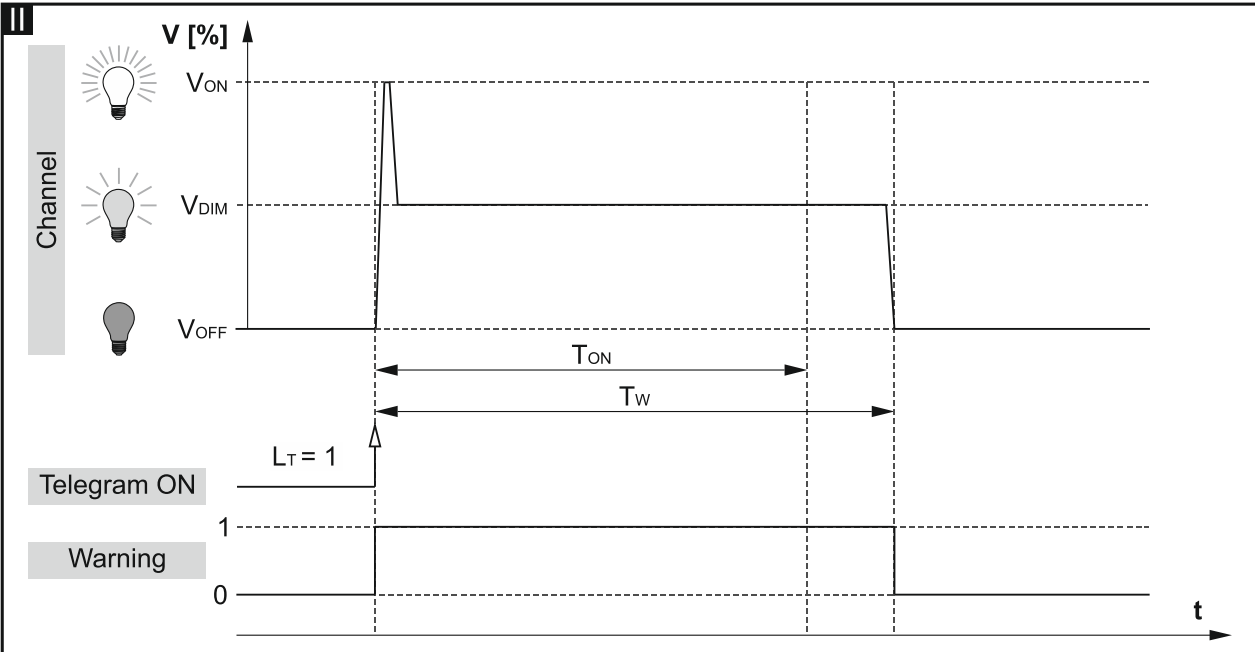 II
V [%]
VON
VDIM
VOFF
Channel
TON
TW
LT = 1
Telegram ON
1
Warning
0
t